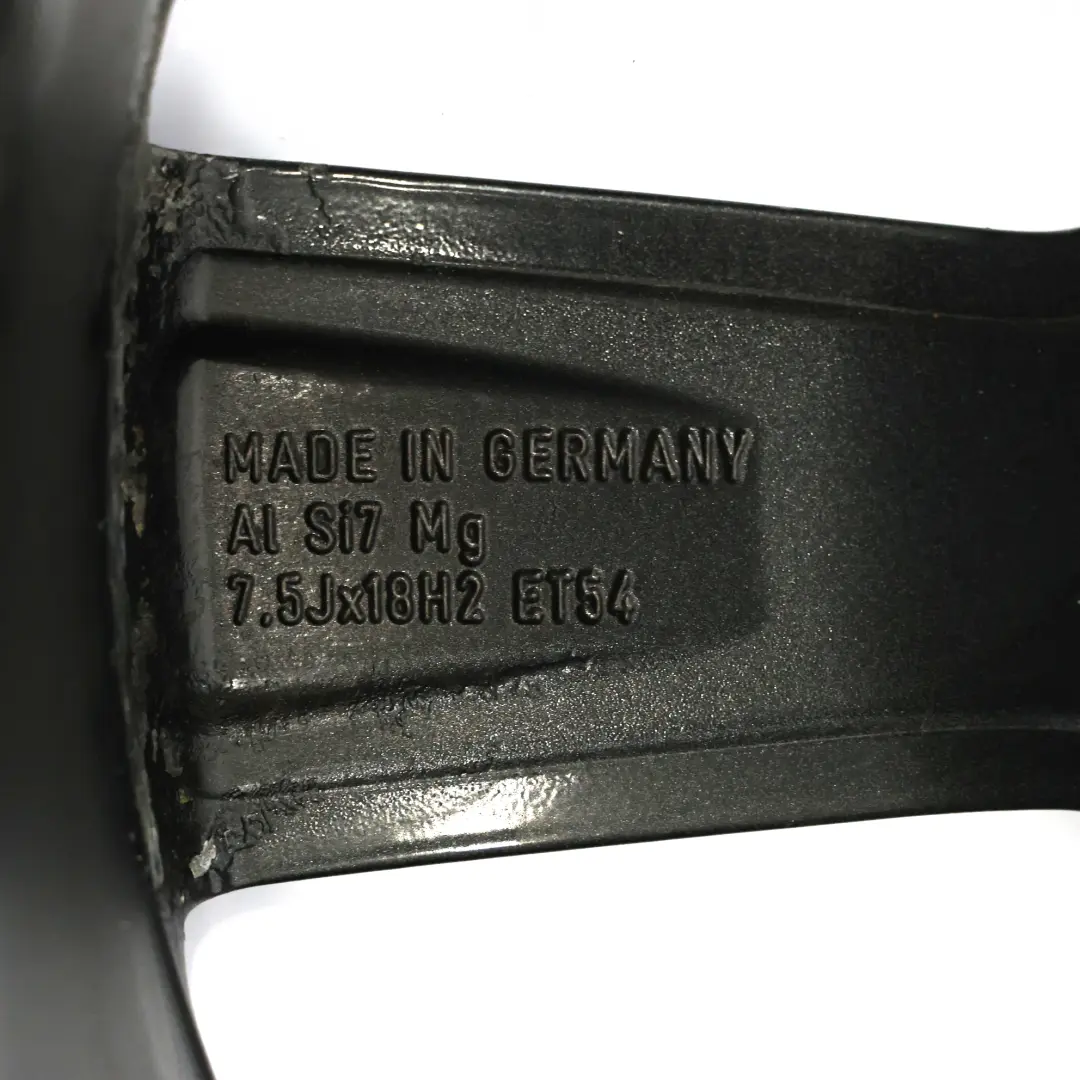 MADE IN GERMANY
Al Si7 Mg
7.5Jx18H2 ET54